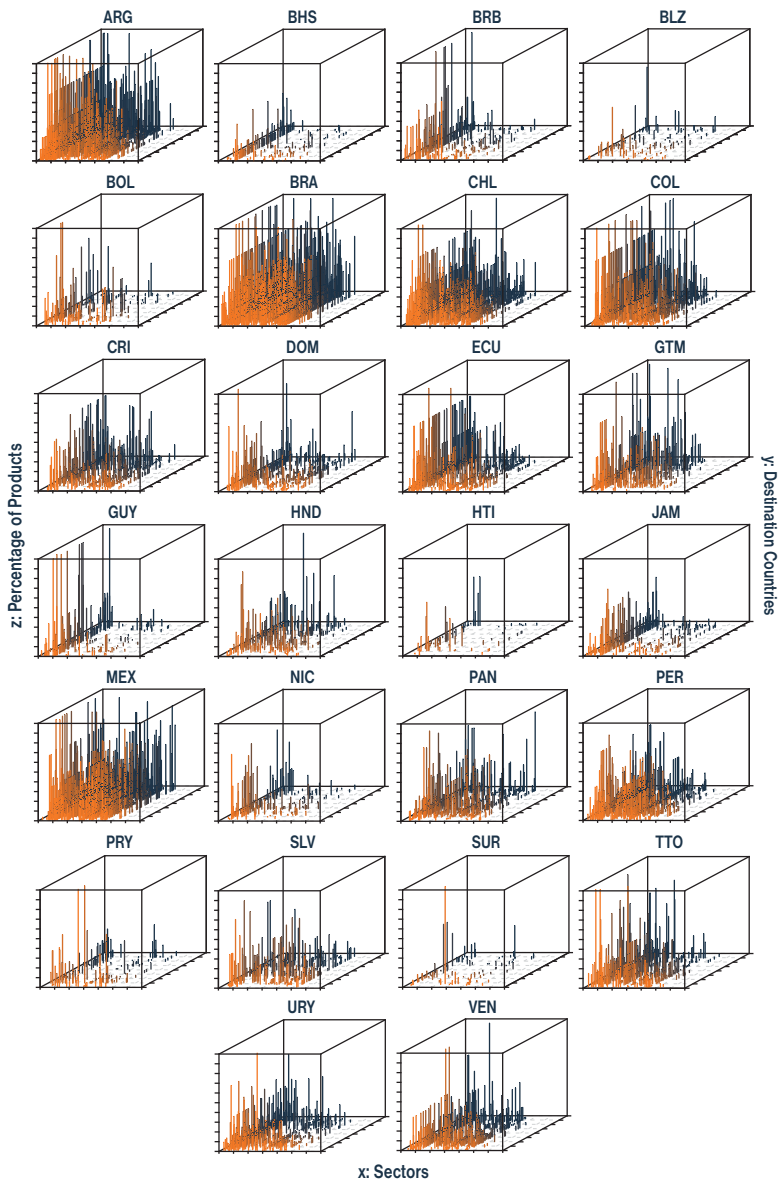 ARG BHS BRB BLZ
BOL BRA CHL COL
CRI DOM ECU GTM
GUY HND HTI JAM
MEX NIC PAN PER
PRY SLV SUR TTO
URY VEN
z: Percentage of Products
y: Destination Countries
x: Sectors